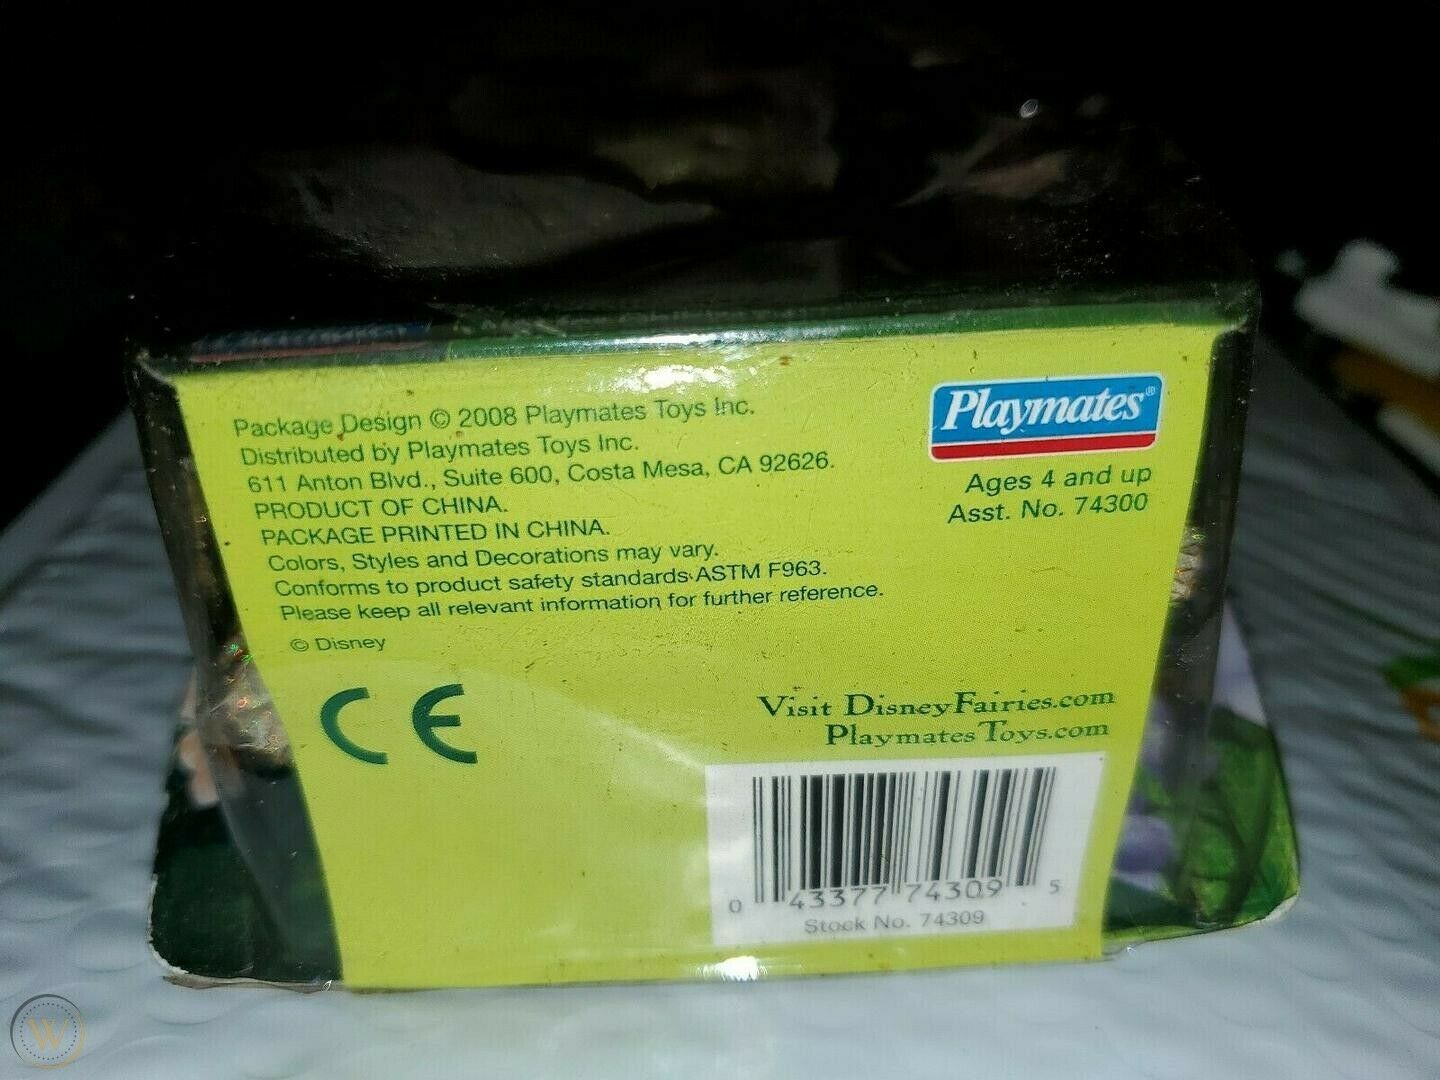 Package Design © 2008 Playmates Toys Inc.
Distributed by Playmates Toys Inc.
611 Anton Blvd., Suite 600, Costa Mesa, CA 92626.
PRODUCT OF CHINA.
PACKAGE PRINTED IN CHINA.
Colors, Styles and Decorations may vary.
Conforms to product safety standards ASTM F963.
Please keep all relevant information for further reference.
© Disney
CE
Playmates®
Ages 4 and up
Asst. No. 74300
Visit DisneyFairies.com
PlaymatesToys.com
0 43377 74309 5
Stock No. 74309
W